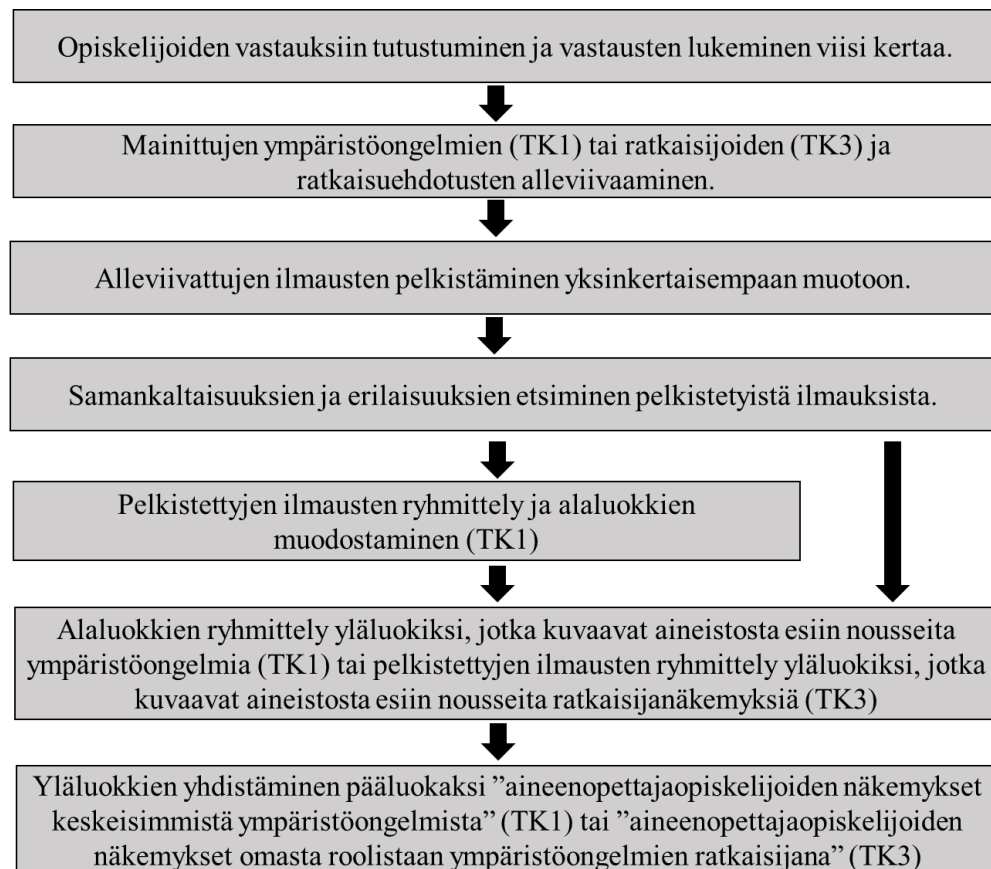 Opiskelijoiden vastauksiin tutustuminen ja vastausten lukeminen viisi kertaa.
Mainittujen ympäristöongelmien (TK1) tai ratkaisijoiden (TK3) ja
ratkaisuehdotusten alleviivaaminen.
Alleviivattujen ilmausten pelkistäminen yksinkertaisempaan muotoon.
Samankaltaisuuksien ja erilaisuuksien etsiminen pelkistetyistä ilmauksista.
Pelkistettyjen ilmausten ryhmittely ja alaluokkien
muodostaminen (TK1)
Alaluokkien ryhmittely yläluokiksi, jotka kuvaavat aineistosta esiin nousseita
ympäristöongelmia (TK1) tai pelkistettyjen ilmausten ryhmittely yläluokiksi, jotka
kuvaavat aineistosta esiin nousseita ratkaisijanäkemyksiä (TK3)
Yläluokkien yhdistäminen pääluokaksi ”aineenopettajaopiskelijoiden näkemykset
keskeisimmistä ympäristöongelmista” (TK1) tai ”aineenopettajaopiskelijoiden
näkemykset omasta roolistaan ympäristöongelmien ratkaisijana” (TK3)